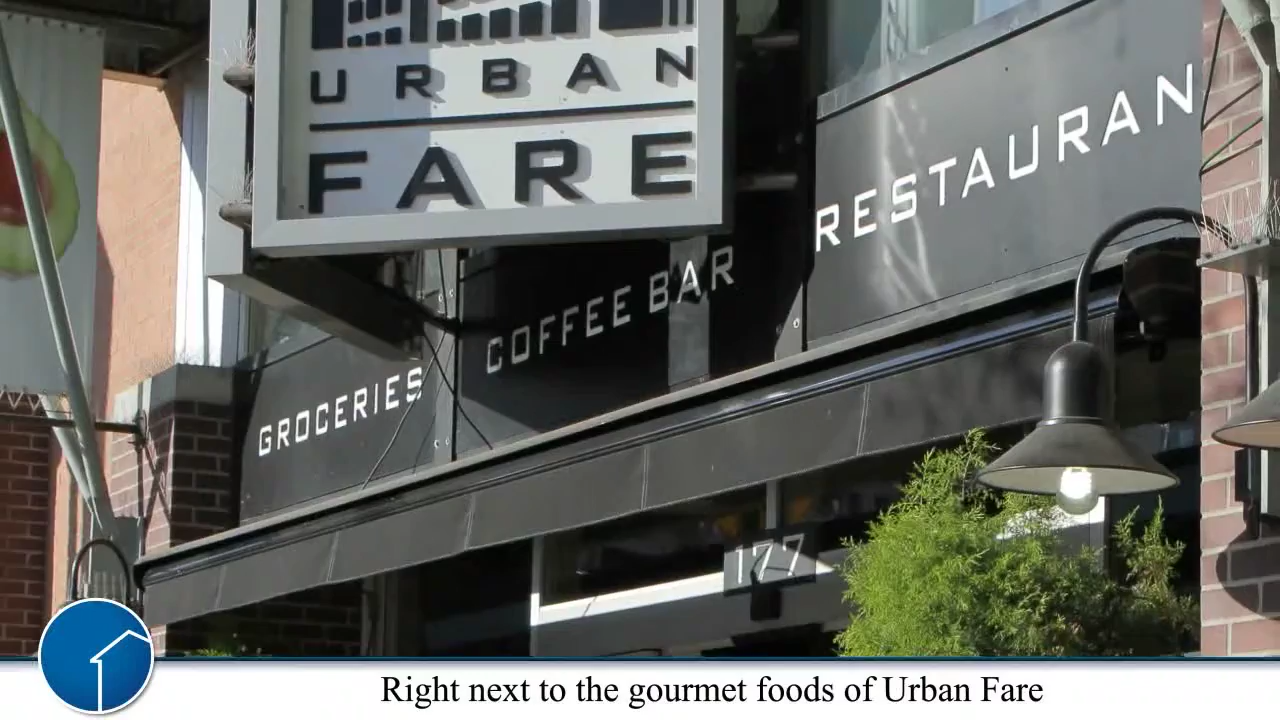 URBAN
FARE
RESTAURAN
COFFEE BAR
GROCERIES
177
Right next to the gourmet foods of Urban Fare